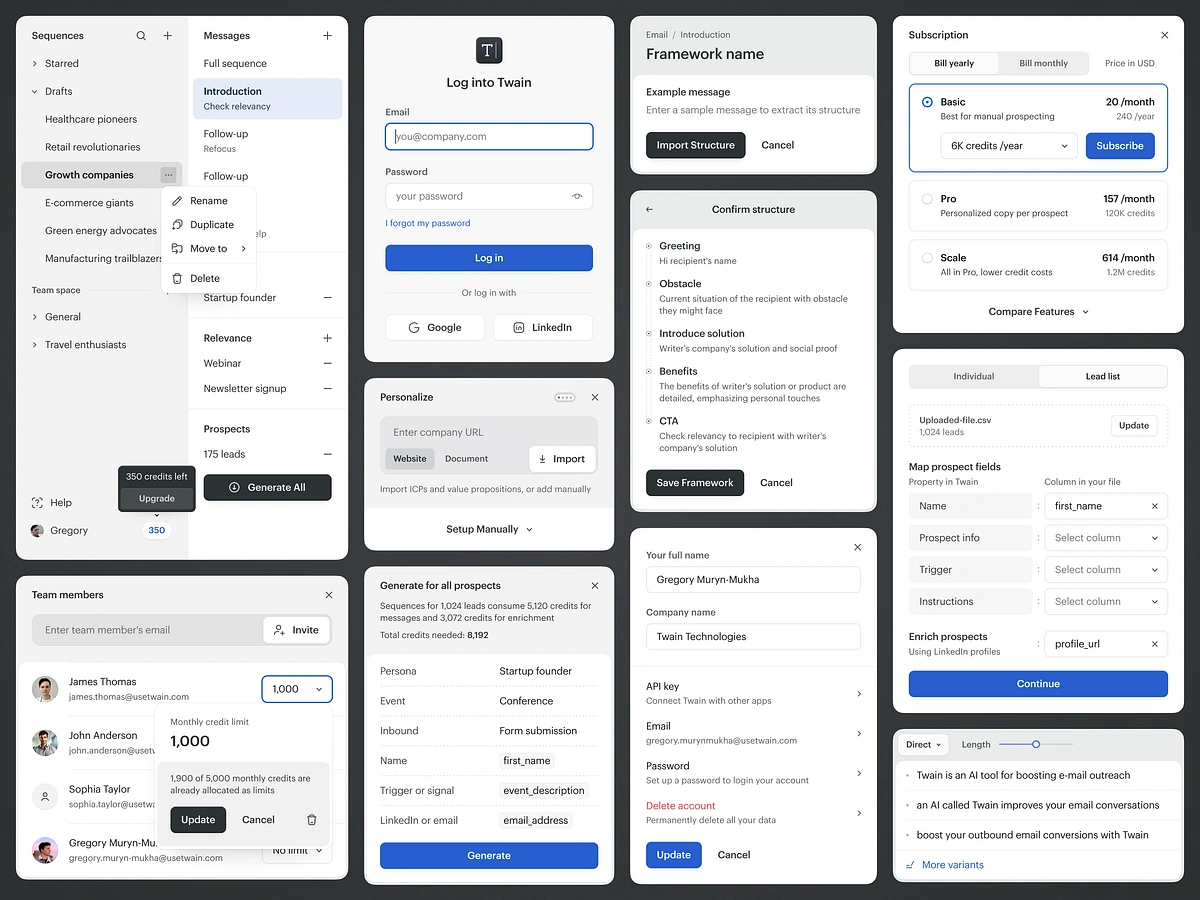 Sequences
Starred
Drafts
Healthcare pioneers
Retail revolutionaries
Growth companies
E-commerce giants
Green energy advocates
Manufacturing trailblazers
Rename
Duplicate
Move to
Delete
Team space
General
Travel enthusiasts
350 credits left
Upgrade
Help
Gregory
350
Messages
Full sequence
Introduction
Check relevancy
Follow-up
Refocus
Follow-up
Startup founder
Relevance
Webinar
Newsletter signup
Prospects
175 leads
Generate All
Team members
Enter team member's email
Invite
James Thomas
james.thomas@usetwain.com
1,000
John Anderson
john.anderson@usetw
Sophia Taylor
sophia.taylor@usetwa
Gregory Muryn-Mu
gregory.muryn-mukha@usetwain.com
No limit
Monthly credit limit
1,000
1,900 of 5,000 monthly credits are
already allocated as limits
Update
Cancel
T
Log into Twain
Email
you@company.com
Password
your password
I forgot my password
Log in
Or log in with
Google
LinkedIn
Personalize
Enter company URL
Website
Document
Import
Import ICPs and value propositions, or add manually
Setup Manually
Generate for all prospects
Sequences for 1,024 leads consume 5,120 credits for
messages and 3,072 credits for enrichment
Total credits needed: 8,192
Persona
Startup founder
Event
Conference
Inbound
Form submission
Name
first_name
Trigger or signal
event_description
LinkedIn or email
email_address
Generate
Email / Introduction
Framework name
Example message
Enter a sample message to extract its structure
Import Structure
Cancel
Confirm structure
Greeting
Hi recipient's name
Obstacle
Current situation of the recipient with obstacle
they might face
Introduce solution
Writer's company's solution and social proof
Benefits
The benefits of writer's solution or product are
detailed, emphasizing personal touches
CTA
Check relevancy to recipient with writer's
company's solution
Save Framework
Cancel
Your full name
Gregory Muryn-Mukha
Company name
Twain Technologies
API key
Connect Twain with other apps
Email
gregory.murynmukha@usetwain.com
Password
Set up a password to login your account
Delete account
Permanently delete all your data
Update
Cancel
Subscription
Bill yearly
Bill monthly
Price in USD
Basic
20 /month
Best for manual prospecting
240 /year
6K credits /year
Subscribe
Pro
157 /month
Personalized copy per prospect
120K credits
Scale
614 /month
All in Pro, lower credit costs
1.2M credits
Compare Features
Individual
Lead list
Uploaded-file.csv
1,024 leads
Update
Map prospect fields
Property in Twain
Column in your file
Name
:
first_name
Prospect info
:
Select column
Trigger
:
Select column
Instructions
:
Select column
Enrich prospects
Using LinkedIn profiles
:
profile_url
Continue
Direct
Length
Twain is an AI tool for boosting e-mail outreach
an AI called Twain improves your email conversations
boost your outbound email conversions with Twain
More variants